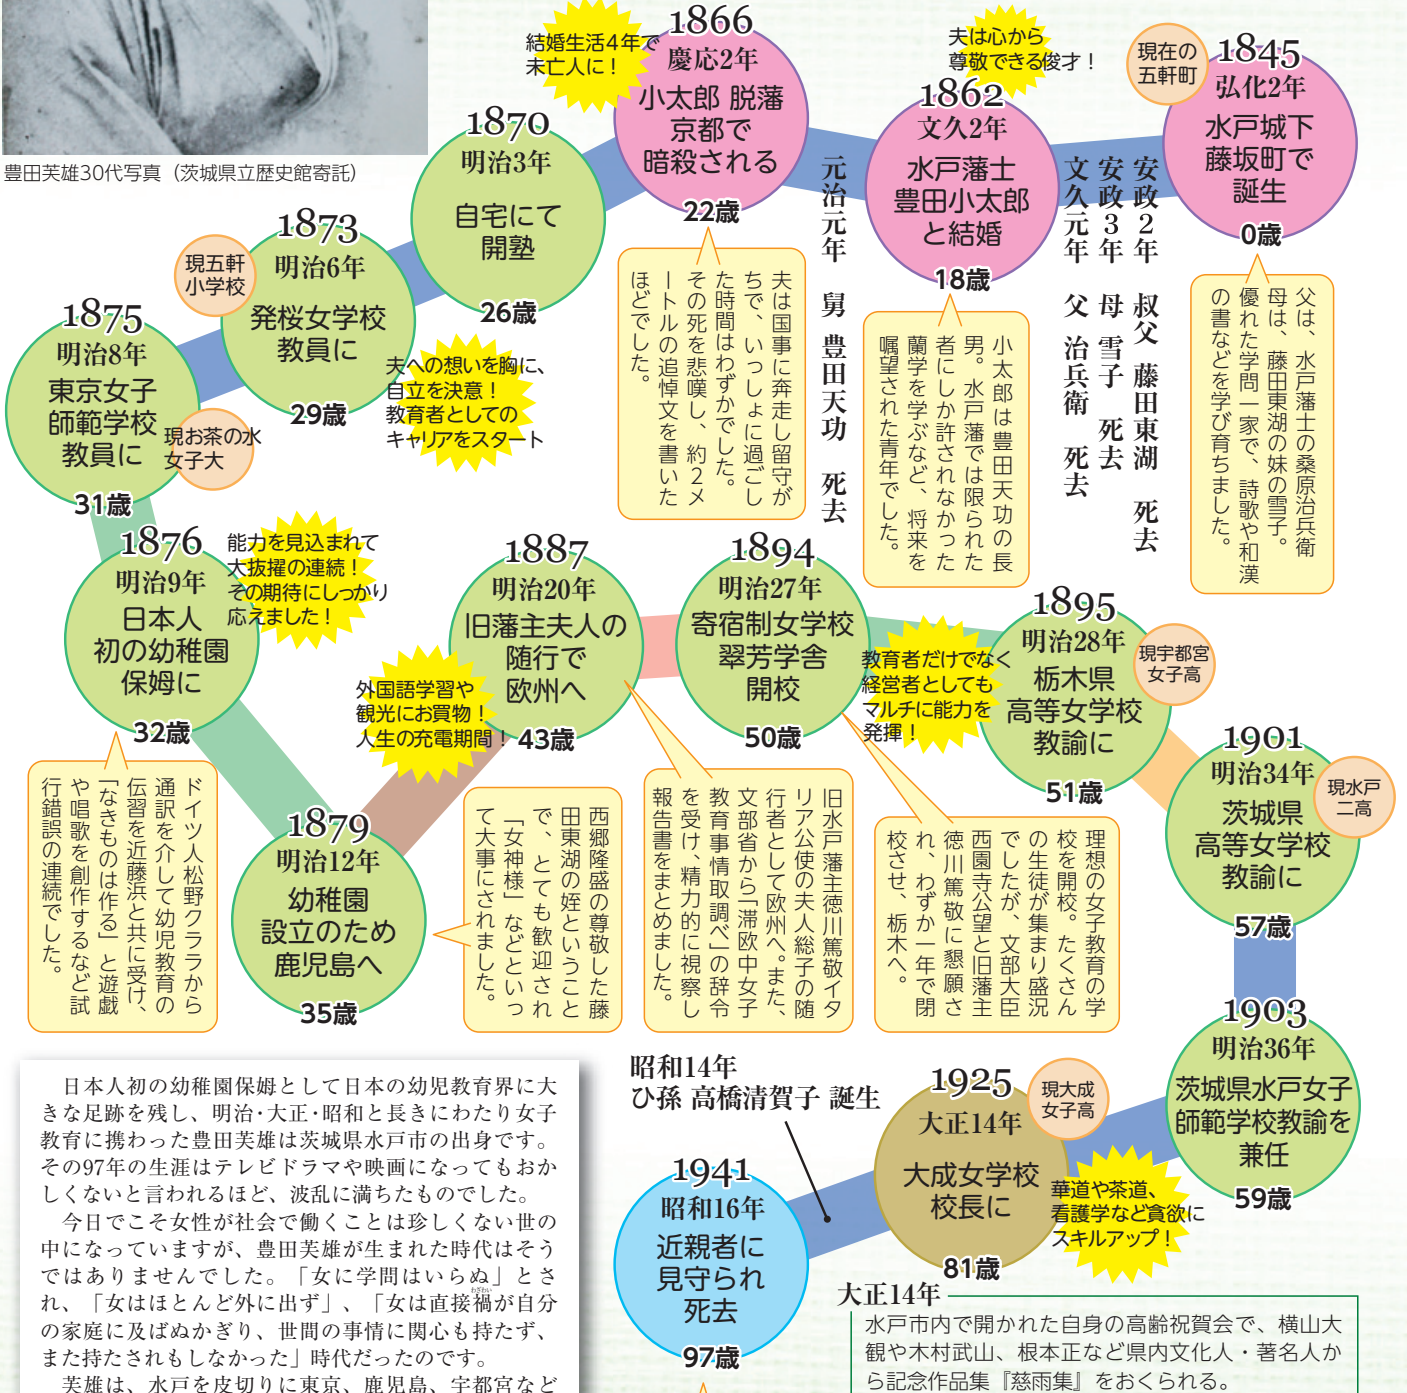 豊田芙雄30代写真（茨城県立歴史館寄託）
1845
弘化2年
水戸城下
藤坂町で
誕生
0歳
現在の
五軒町
父は、水戸藩士の桑原治兵衛
母は、藤田東湖の妹の雪子。
優れた学問一家で、詩歌や和漢
の書などを学び育ちました。
安政2年 叔父 藤田東湖 死去
安政3年 母 雪子 死去
文久元年 父 治兵衛 死去
1862
文久2年
水戸藩士
豊田小太郎
と結婚
18歳
夫は心から
尊敬できる俊才！
小太郎は豊田天功の長
男。水戸藩では限られた
者にしか許されなかった
蘭学を学ぶなど、将来を
嘱望された青年でした。
元治元年 舅 豊田天功 死去
1866
慶応2年
小太郎 脱藩
京都で
暗殺される
22歳
結婚生活4年で
未亡人に！
夫は国事に奔走し留守が
ちで、いっしょに過ごし
た時間はわずかでした。
その死を悲嘆し、約2メ
ートルの追悼文を書いた
ほどでした。
1870
明治3年
自宅にて
開塾
26歳
夫への想いを胸に、
自立を決意！
教育者としての
キャリアをスタート
1873
明治6年
発桜女学校
教員に
29歳
現五軒
小学校
1875
明治8年
東京女子
師範学校
教員に
31歳
現お茶の水
女子大
1876
明治9年
日本人
初の幼稚園
保姆に
32歳
能力を見込まれて
大抜擢の連続！
その期待にしっかり
応えました！
ドイツ人松野クララから
通訳を介して幼児教育の
伝習を近藤浜と共に受け、
「なきものは作る」と遊戯
や唱歌を創作するなど試
行錯誤の連続でした。
1879
明治12年
幼稚園
設立のため
鹿児島へ
35歳
西郷隆盛の尊敬した藤
田東湖の姪ということ
で、とても歓迎され
「女神様」などといっ
て大事にされました。
1887
明治20年
旧藩主夫人の
随行で
欧州へ
43歳
外国語学習や
観光にお買物！
人生の充電期間！
旧水戸藩主徳川篤敬イタ
リア公使の夫人総子の随
行者として欧州へ。また、
文部省から「滞欧中女子
教育事情取調べ」の辞令
を受け、精力的に視察し
報告書をまとめました。
1894
明治27年
寄宿制女学校
翠芳学舎
開校
50歳
教育者だけでなく
経営者としても
マルチに能力を
発揮！
理想の女子教育の学
校を開校。たくさん
の生徒が集まり盛況
でしたが、文部大臣
西園寺公望と旧藩主
徳川篤敬に懇願さ
れ、わずか一年で閉
校させ、栃木へ。
1895
明治28年
栃木県
高等女学校
教諭に
51歳
現宇都宮
女子高
1901
明治34年
茨城県
高等女学校
教諭に
57歳
現水戸
二高
1903
明治36年
茨城県水戸女子
師範学校教諭を
兼任
59歳
華道や茶道、
看護学など貪欲に
スキルアップ！
1925
大正14年
大成女学校
校長に
81歳
現大成
女子高
大正14年
水戸市内で開かれた自身の高齢祝賀会で、横山大
観や木村武山、根本正など県内文化人・著名人か
ら記念作品集『慈雨集』をおくられる。
昭和14年
ひ孫 高橋清賀子 誕生
1941
昭和16年
近親者に
見守られ
死去
97歳
日本人初の幼稚園保姆として日本の幼児教育界に大
きな足跡を残し、明治・大正・昭和と長きにわたり女子
教育に携わった豊田芙雄は茨城県水戸市の出身です。
その97年の生涯はテレビドラマや映画になってもおか
しくないと言われるほど、波乱に満ちたものでした。
今日でこそ女性が社会で働くことは珍しくない世の
中になっていますが、豊田芙雄が生まれた時代はそう
ではありませんでした。「女に学問はいらぬ」とさ
れ、「女はほとんど外に出ず」、「女は直接禍わざわいが自分
の家庭に及ばぬかぎり、世間の事情に関心も持たず、
また持たされもしなかった」時代だったのです。
芙雄は、水戸を皮切りに東京、鹿児島、宇都宮など